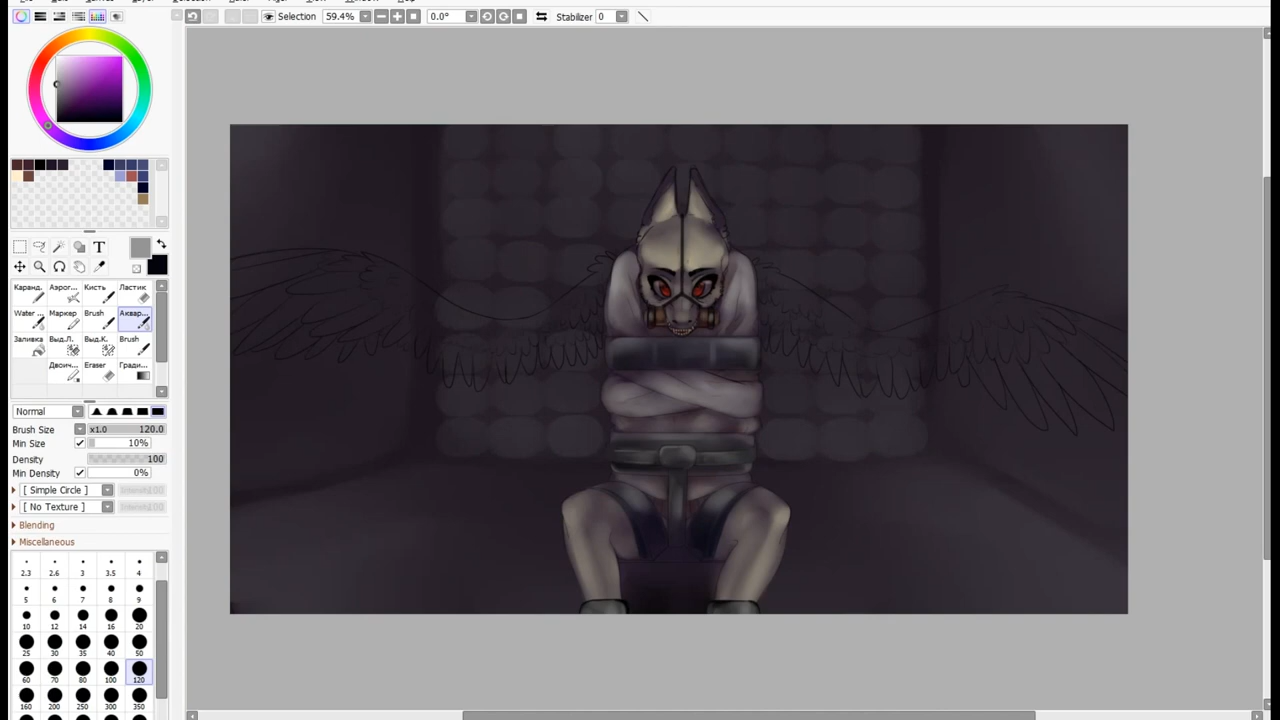 Selection 59.4% 0.0° Stabilizer 0
T
Каранд. Аэрог... Кисть Ластик
Water ... Маркер Brush Аквар...
Заливка Выд.Л. Выд.К. Brush
Двоич... Eraser Гради...
Normal
Brush Size x1.0 120.0
Min Size 10%
Density 100
Min Density 0%
[ Simple Circle ]
[ No Texture ]
Blending
Miscellaneous
2.3 2.6 3 3.5 4
5 6 7 8 9
10 12 14 16 20
25 30 35 40 50
60 70 80 100 120
160 200 250 300 350